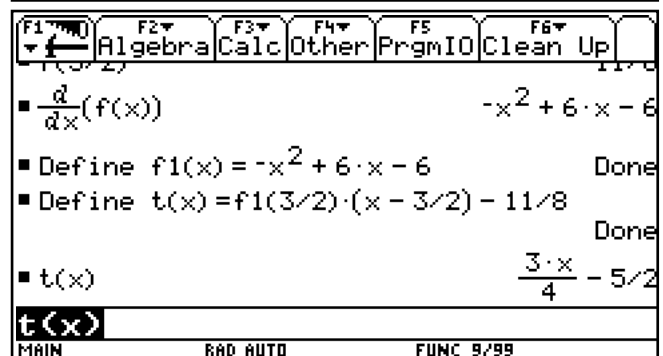 F1 F2 F3 F4 F5 F6
Algebra Calc Other PrgmIO Clean Up
d/dx(f(x)) -x² + 6·x - 6
Define f1(x) = -x² + 6·x - 6 Done
Define t(x) = f1(3/2)·(x - 3/2) - 11/8
Done
t(x) 3·x/4 - 5/2
t(x)
MAIN RAD AUTO FUNC 9/99